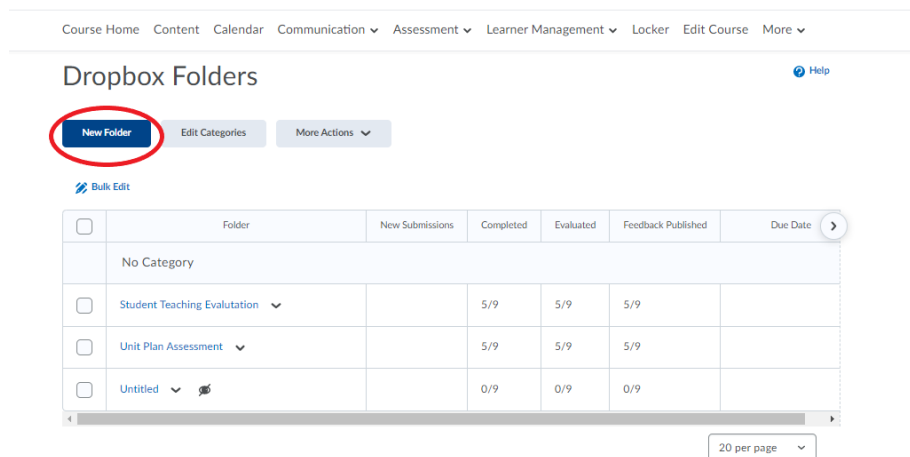 Course Home Content Calendar Communication Assessment Learner Management Locker Edit Course More
Dropbox Folders
Help
New Folder Edit Categories More Actions
Bulk Edit
Folder New Submissions Completed Evaluated Feedback Published Due Date
No Category
Student Teaching Evalutation 5/9 5/9 5/9
Unit Plan Assessment 5/9 5/9 5/9
Untitled 0/9 0/9 0/9
20 per page